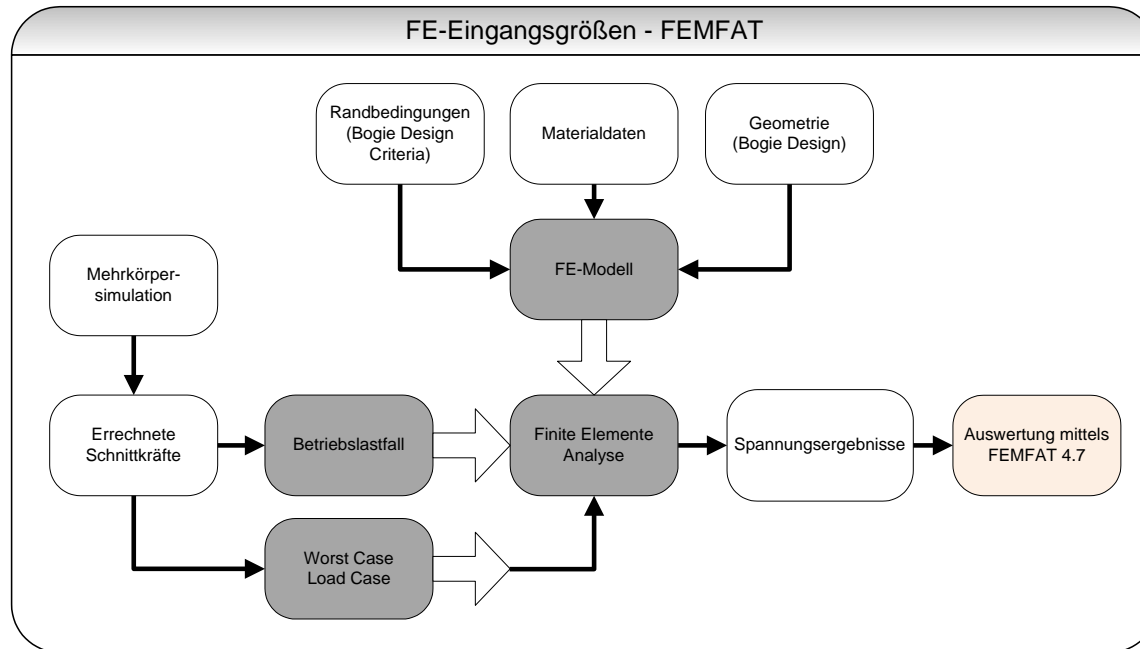 FE-Eingangsgrößen - FEMFAT
Randbedingungen
(Bogie Design
Criteria)
Materialdaten
Geometrie
(Bogie Design)
FE-Modell
Mehrkörper-
simulation
Errechnete
Schnittkräfte
Betriebslastfall
Finite Elemente
Analyse
Spannungsergebnisse
Auswertung mittels
FEMFAT 4.7
Worst Case
Load Case